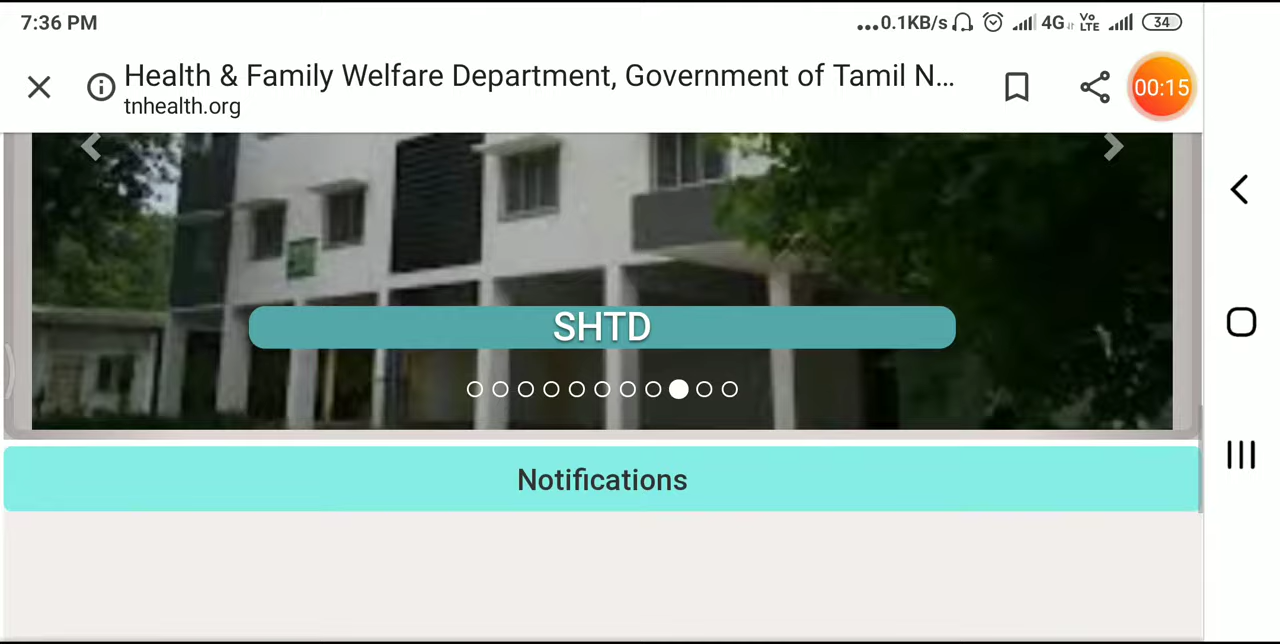 7:36 PM
...0.1KB/s 4G Vo LTE 34
Health & Family Welfare Department, Government of Tamil N...
tnhealth.org
00:15
SHTD
Notifications